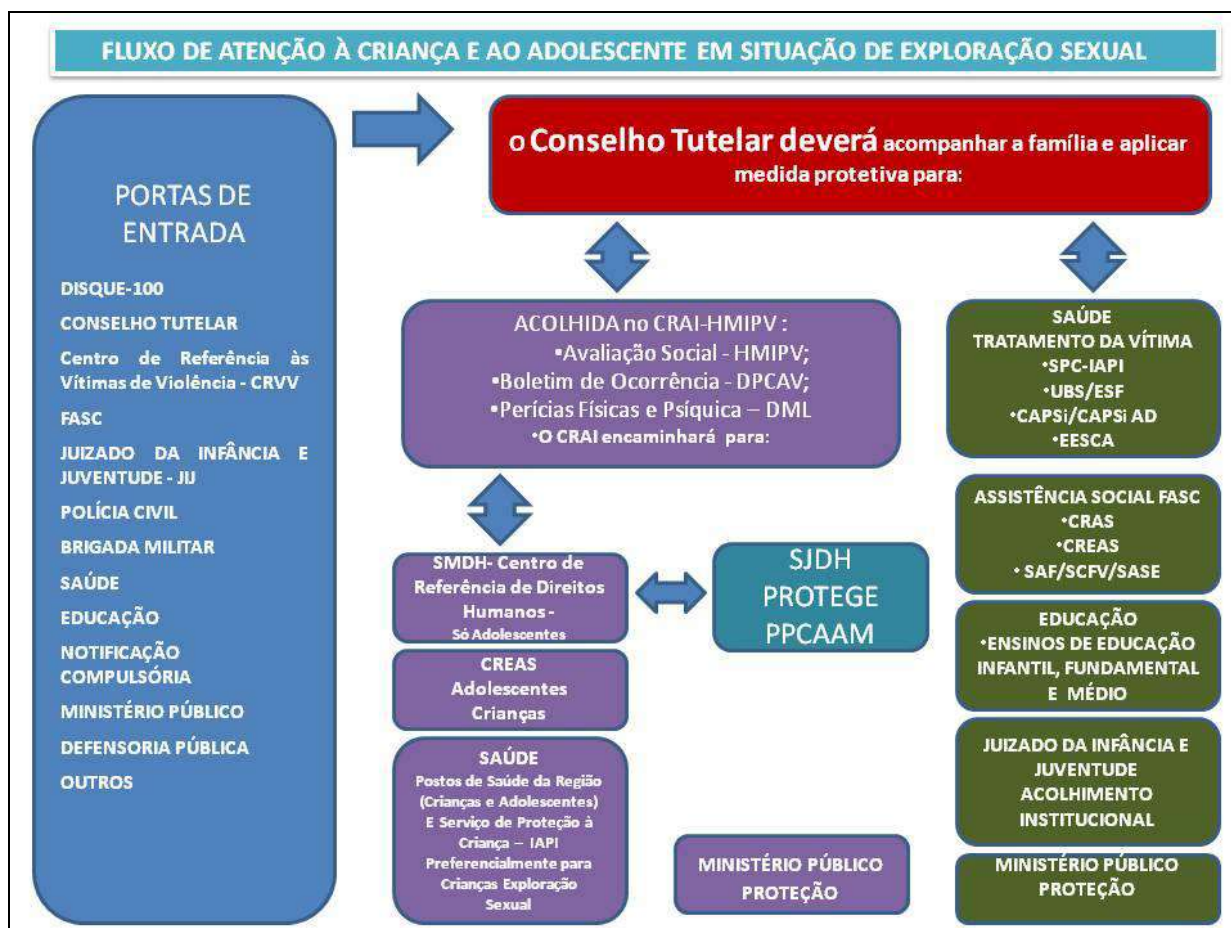 FLUXO DE ATENÇÃO À CRIANÇA E AO ADOLESCENTE EM SITUAÇÃO DE EXPLORAÇÃO SEXUAL
PORTAS DE
ENTRADA
DISQUE-100
CONSELHO TUTELAR
Centro de Referência às
Vítimas de Violência - CRVV
FASC
JUIZADO DA INFÂNCIA E
JUVENTUDE - JIJ
POLÍCIA CIVIL
BRIGADA MILITAR
SAÚDE
EDUCAÇÃO
NOTIFICAÇÃO
COMPULSÓRIA
MINISTÉRIO PÚBLICO
DEFENSORIA PÚBLICA
OUTROS
o Conselho Tutelar deverá acompanhar a família e aplicar
medida protetiva para:
ACOLHIDA no CRAI-HMIPV :
•Avaliação Social - HMIPV;
•Boletim de Ocorrência - DPCAV;
•Perícias Físicas e Psíquica – DML
•O CRAI encaminhará para:
SMDH- Centro de
Referência de Direitos
Humanos -
Só Adolescentes
SJDH
PROTEGE
PPCAAM
CREAS
Adolescentes
Crianças
SAÚDE
Postos de Saúde da Região
(Crianças e Adolescentes)
E Serviço de Proteção à
Criança – IAPI
Preferencialmente para
Crianças Exploração
Sexual
MINISTÉRIO PÚBLICO
PROTEÇÃO
SAÚDE
TRATAMENTO DA VÍTIMA
•SPC-IAPI
•UBS/ESF
•CAPSi/CAPSi AD
•EESCA
ASSISTÊNCIA SOCIAL FASC
•CRAS
•CREAS
• SAF/SCFV/SASE
EDUCAÇÃO
•ENSINOS DE EDUCAÇÃO
INFANTIL, FUNDAMENTAL
E MÉDIO
JUIZADO DA INFÂNCIA E
JUVENTUDE
ACOLHIMENTO
INSTITUCIONAL
MINISTÉRIO PÚBLICO
PROTEÇÃO